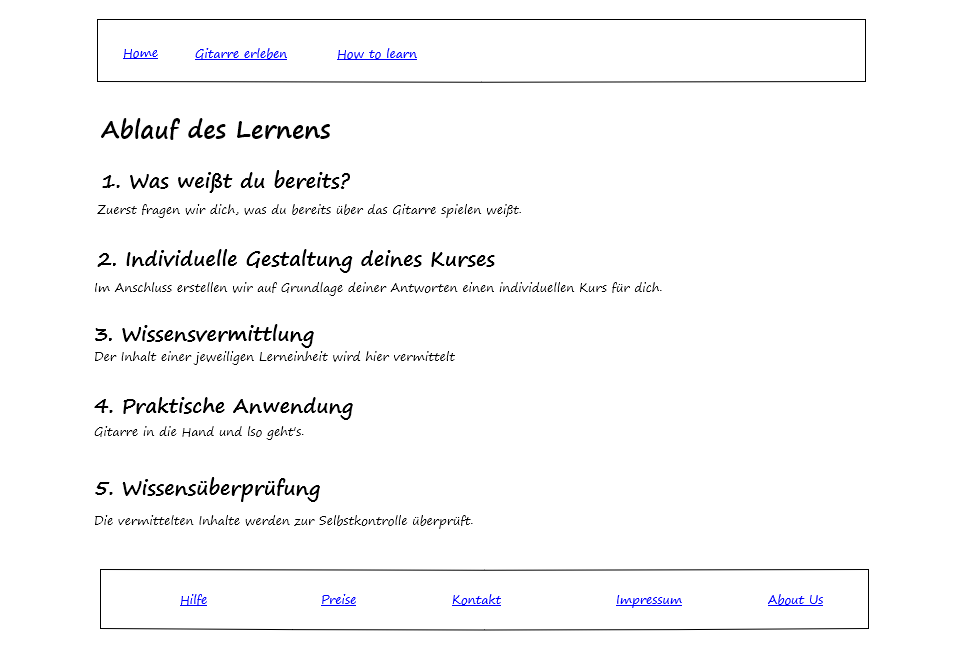 Home Gitarre erleben How to learn
Ablauf des Lernens
1. Was weißt du bereits?
Zuerst fragen wir dich, was du bereits über das Gitarre spielen weißt.
2. Individuelle Gestaltung deines Kurses
Im Anschluss erstellen wir auf Grundlage deiner Antworten einen individuellen Kurs für dich.
3. Wissensvermittlung
Der Inhalt einer jeweiligen Lerneinheit wird hier vermittelt
4. Praktische Anwendung
Gitarre in die Hand und lso geht's.
5. Wissensüberprüfung
Die vermittelten Inhalte werden zur Selbstkontrolle überprüft.
Hilfe Preise Kontakt Impressum About Us